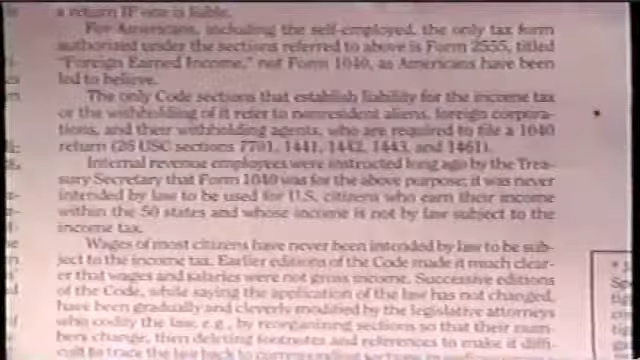 a return IF one is liable.
For Americans, including the self-employed, the only tax form
authorized under the sections referred to above is Form 2555, titled
"Foreign Earned Income," not Form 1040, as Americans have been
led to believe.
The only Code sections that establish liability for the income tax
or the withholding of it refer to nonresident aliens, foreign corpora-
tions, and their withholding agents, who are required to file a 1040
return (26 USC sections 7701, 1441, 1442, 1443, and 1461).
Internal revenue employees were instructed long ago by the Trea-
sury Secretary that Form 1040 was for the above purpose; it was never
intended by law to be used for U.S. citizens who earn their income
within the 50 states and whose income is not by law subject to the
income tax.
Wages of most citizens have never been intended by law to be sub-
ject to the income tax. Earlier editions of the Code made it much clear-
er that wages and salaries were not gross income. Successive editions
of the Code, while saying the application of the law has not changed,
have been gradually and cleverly modified by the legislative attorneys
who codify the law, e.g., by reorganizing sections so that their num-
bers change, then deleting footnotes and references to make it diffi-
cult to trace the law back to